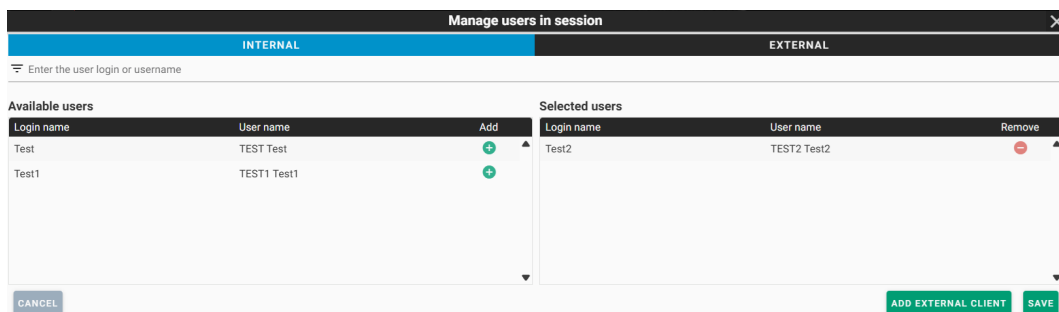 Manage users in session
INTERNAL EXTERNAL
Enter the user login or username
Available users
Login name User name Add
Test TEST Test
Test1 TEST1 Test1
Selected users
Login name User name Remove
Test2 TEST2 Test2
CANCEL ADD EXTERNAL CLIENT SAVE